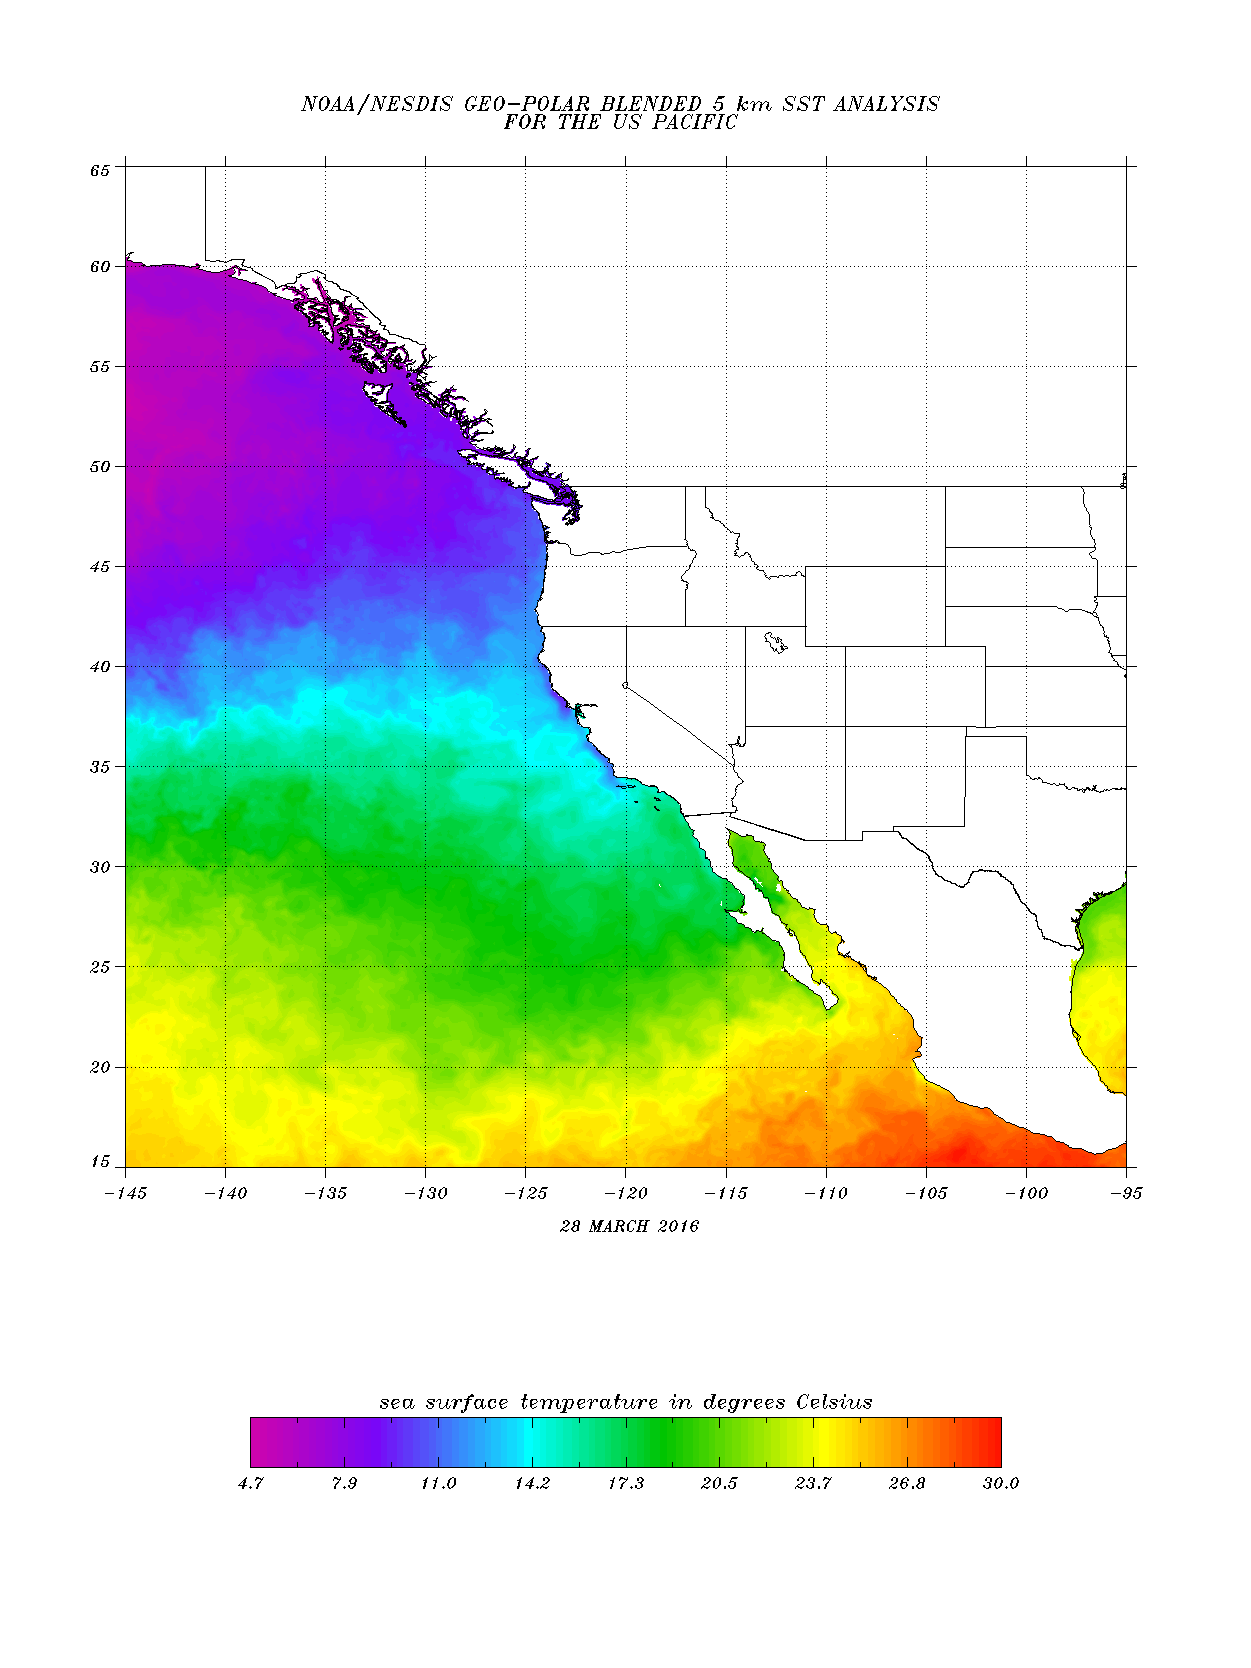 NOAA/NESDIS GEO-POLAR BLENDED 5 km SST ANALYSIS
FOR THE US PACIFIC
65
60
55
50
45
40
35
30
25
20
15
-145 -140 -135 -130 -125 -120 -115 -110 -105 -100 -95
28 MARCH 2016
sea surface temperature in degrees Celsius
4.7 7.9 11.0 14.2 17.3 20.5 23.7 26.8 30.0